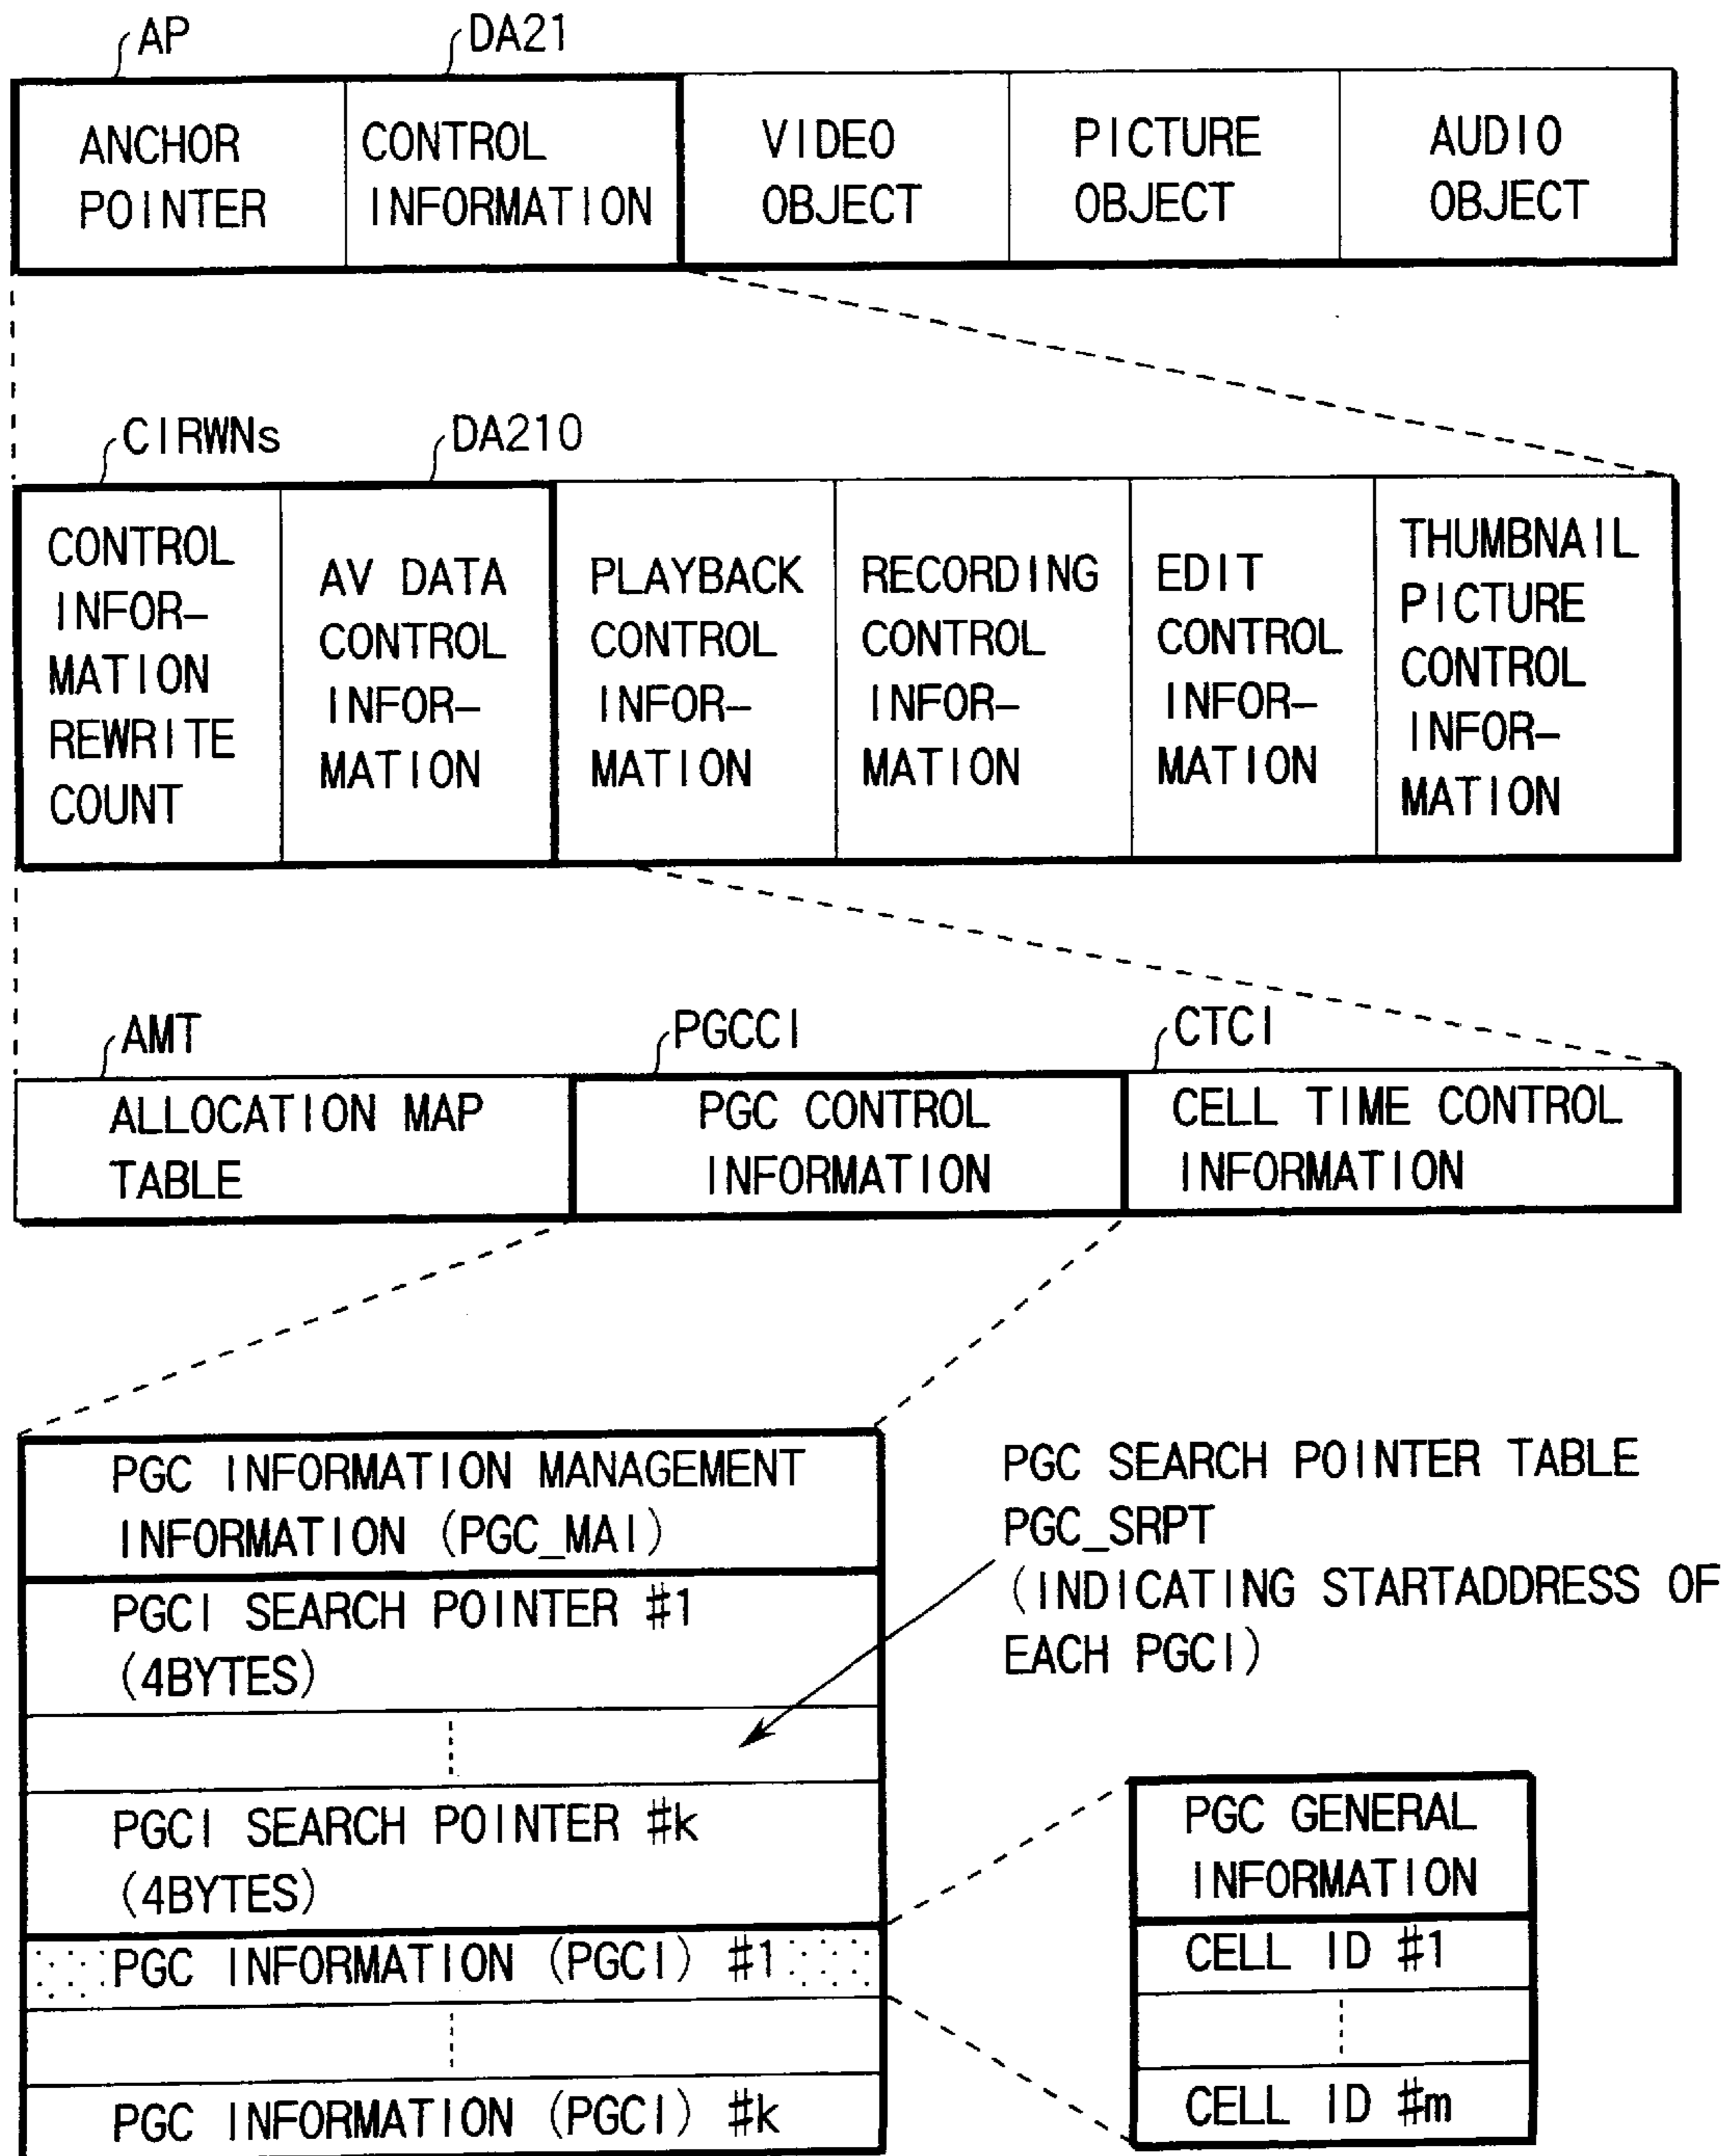 AP
DA21
ANCHOR
POINTER
CONTROL
INFORMATION
VIDEO
OBJECT
PICTURE
OBJECT
AUDIO
OBJECT
CIRWNs
DA210
CONTROL
INFOR-
MATION
REWRITE
COUNT
AV DATA
CONTROL
INFOR-
MATION
PLAYBACK
CONTROL
INFOR-
MATION
RECORDING
CONTROL
INFOR-
MATION
EDIT
CONTROL
INFOR-
MATION
THUMBNAIL
PICTURE
CONTROL
INFOR-
MATION
AMT
PGCCI
CTCI
ALLOCATION MAP
TABLE
PGC CONTROL
INFORMATION
CELL TIME CONTROL
INFORMATION
PGC INFORMATION MANAGEMENT
INFORMATION (PGC_MAI)
PGCI SEARCH POINTER #1
(4BYTES)
PGCI SEARCH POINTER #k
(4BYTES)
PGC INFORMATION (PGCI) #1
PGC INFORMATION (PGCI) #k
PGC SEARCH POINTER TABLE
PGC_SRPT
(INDICATING STARTADDRESS OF
EACH PGCI)
PGC GENERAL
INFORMATION
CELL ID #1
CELL ID #m